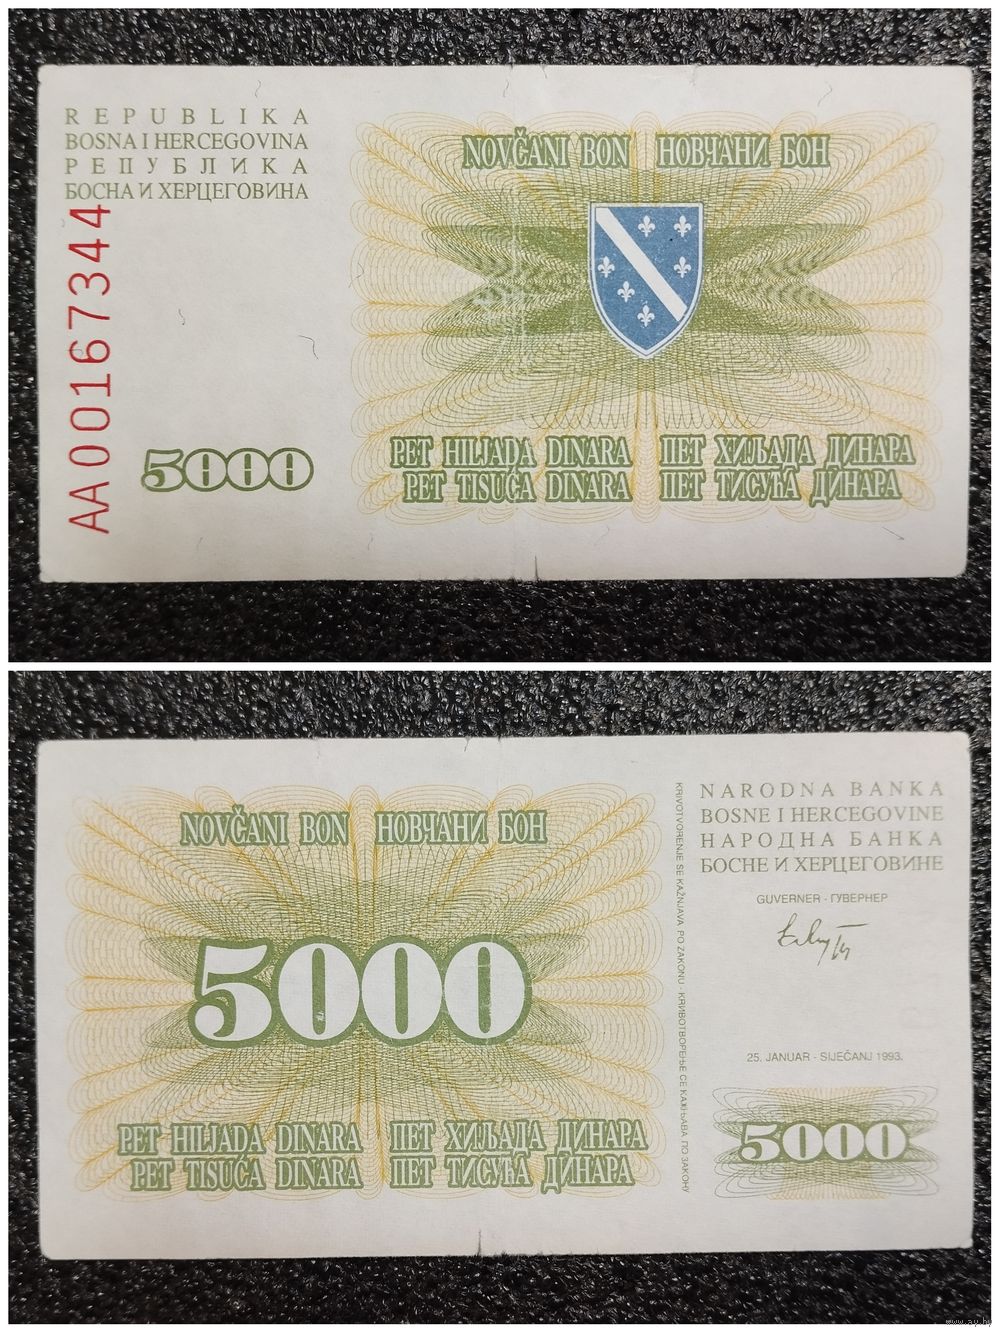 REPUBLIKA
BOSNA I HERCEGOVINA
РЕПУБЛИКА
БОСНА И ХЕРЦЕГОВИНА
AA00167344
NOVČANI BON НОВЧАНИ БОН
5000
PET HILJADA DINARA ПЕТ ХИЉАДА ДИНАРА
PET TISUĆA DINARA ПЕТ ТИСУЋА ДИНАРА
NOVČANI BON НОВЧАНИ БОН
5000
PET HILJADA DINARA ПЕТ ХИЉАДА ДИНАРА
PET TISUĆA DINARA ПЕТ ТИСУЋА ДИНАРА
KRIVOTVORENJE SE KAŽNJAVA PO ZAKONU - КРИВОТВОРЕЊЕ СЕ КАЖЊАВА ПО ЗАКОНУ
NARODNA BANKA
BOSNE I HERCEGOVINE
НАРОДНА БАНКА
БОСНЕ И ХЕРЦЕГОВИНЕ
GUVERNER - ГУВЕРНЕР
25. JANUAR - SIJEČANJ 1993.
5000